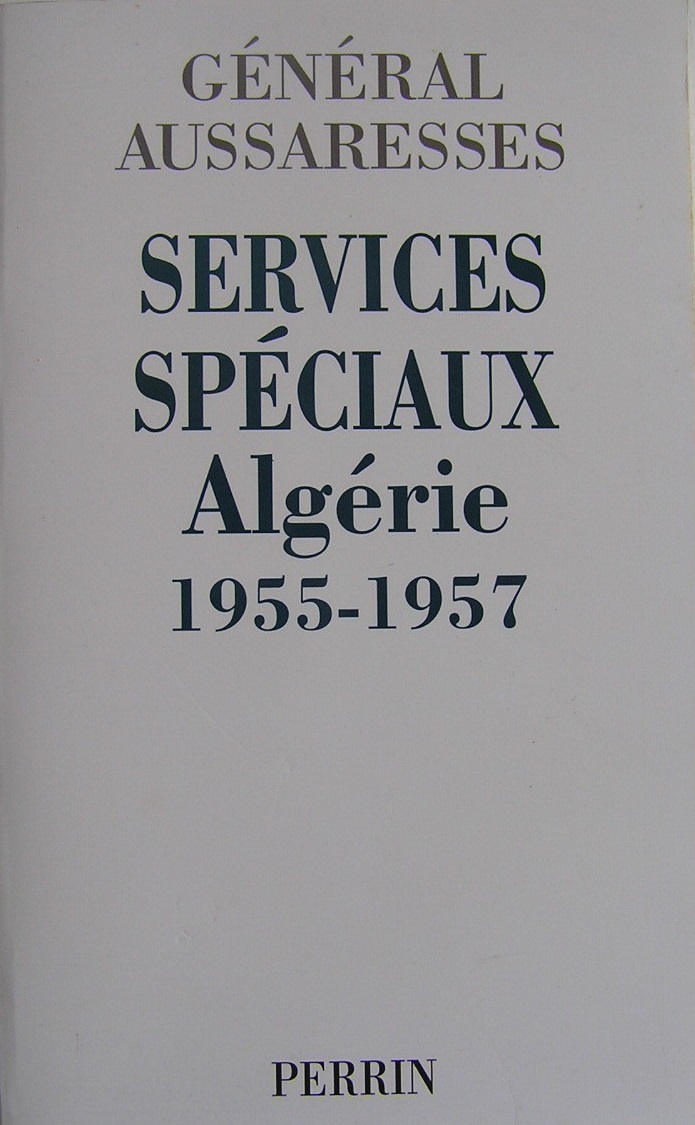 GÉNÉRAL
AUSSARESSES
SERVICES
SPÉCIAUX
Algérie
1955-1957
PERRIN